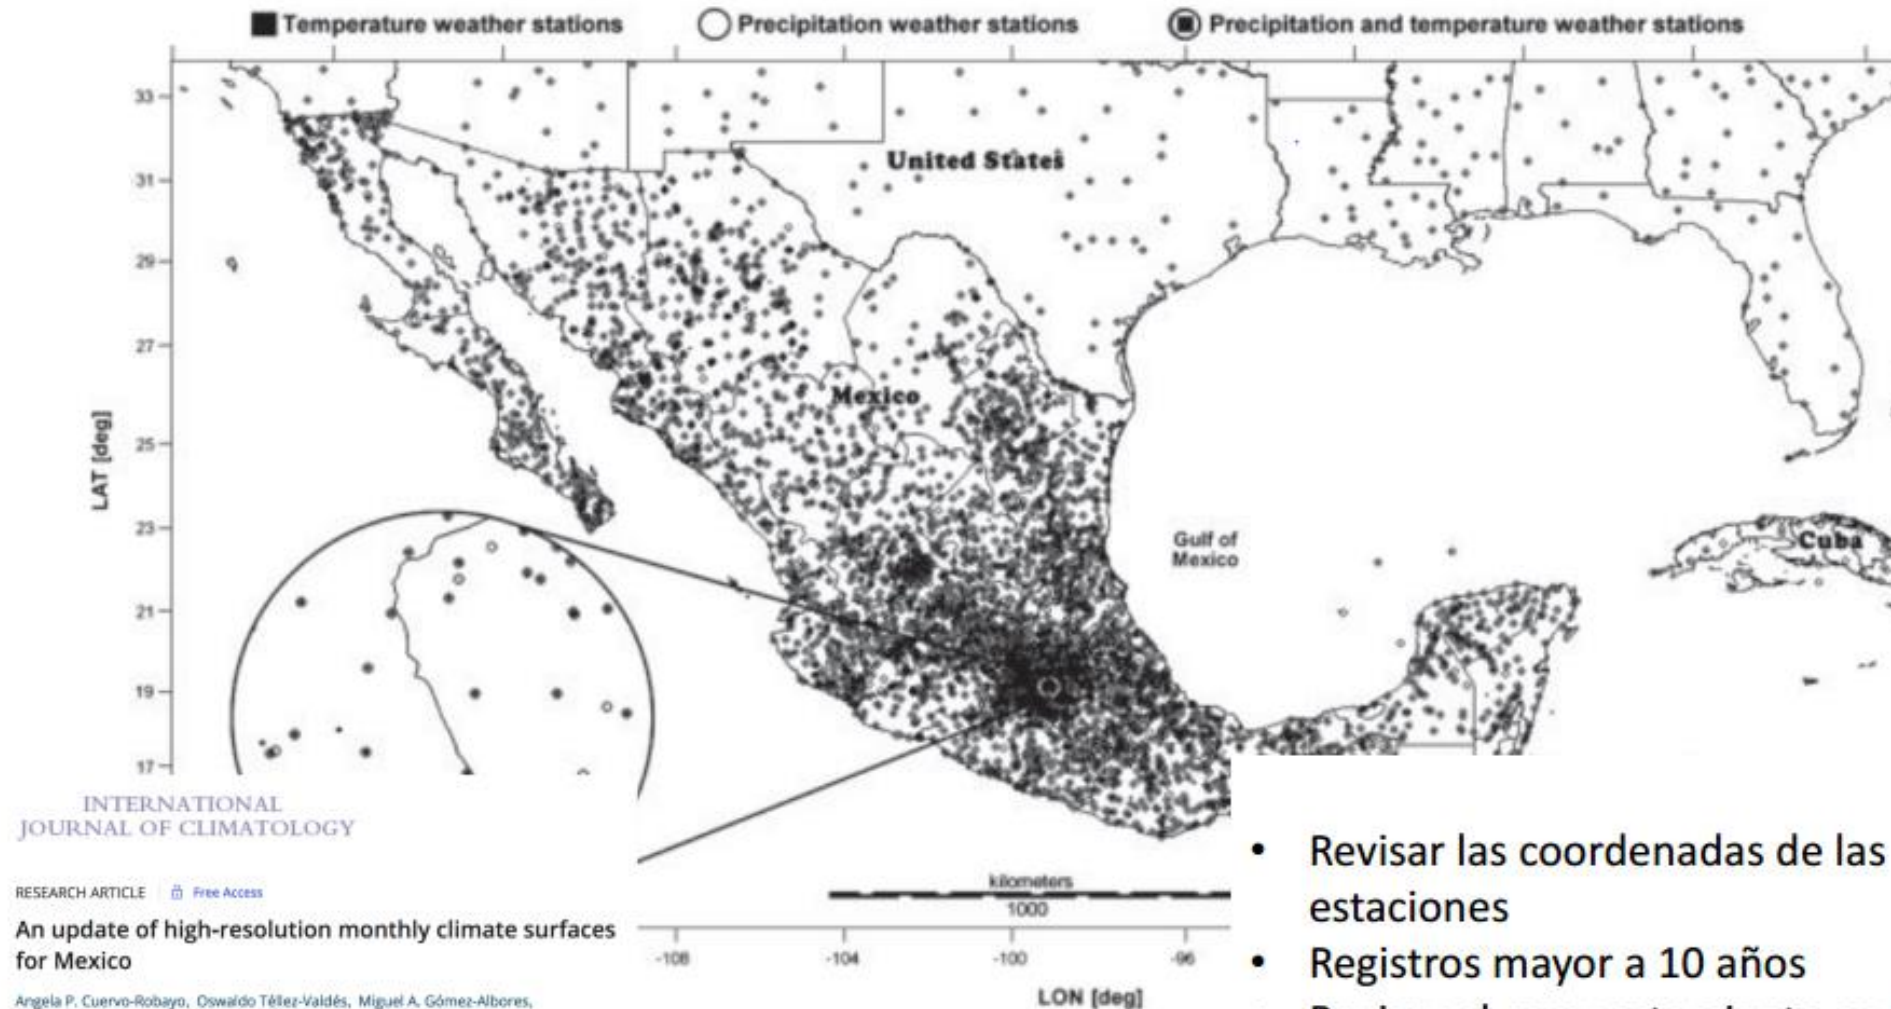 Temperature weather stations
Precipitation weather stations
Precipitation and temperature weather stations
33
31
29
27
25
23
21
19
17
LAT [deg]
United States
Mexico
Gulf of
Mexico
Cuba
kilometers
1000
-108
-104
-100
-96
LON [deg]
INTERNATIONAL
JOURNAL OF CLIMATOLOGY
RESEARCH ARTICLE
Free Access
An update of high-resolution monthly climate surfaces
for Mexico
Angela P. Cuervo-Robayo, Oswaldo Téllez-Valdés, Miguel A. Gómez-Albores,
• Revisar las coordenadas de las
estaciones
• Registros mayor a 10 años